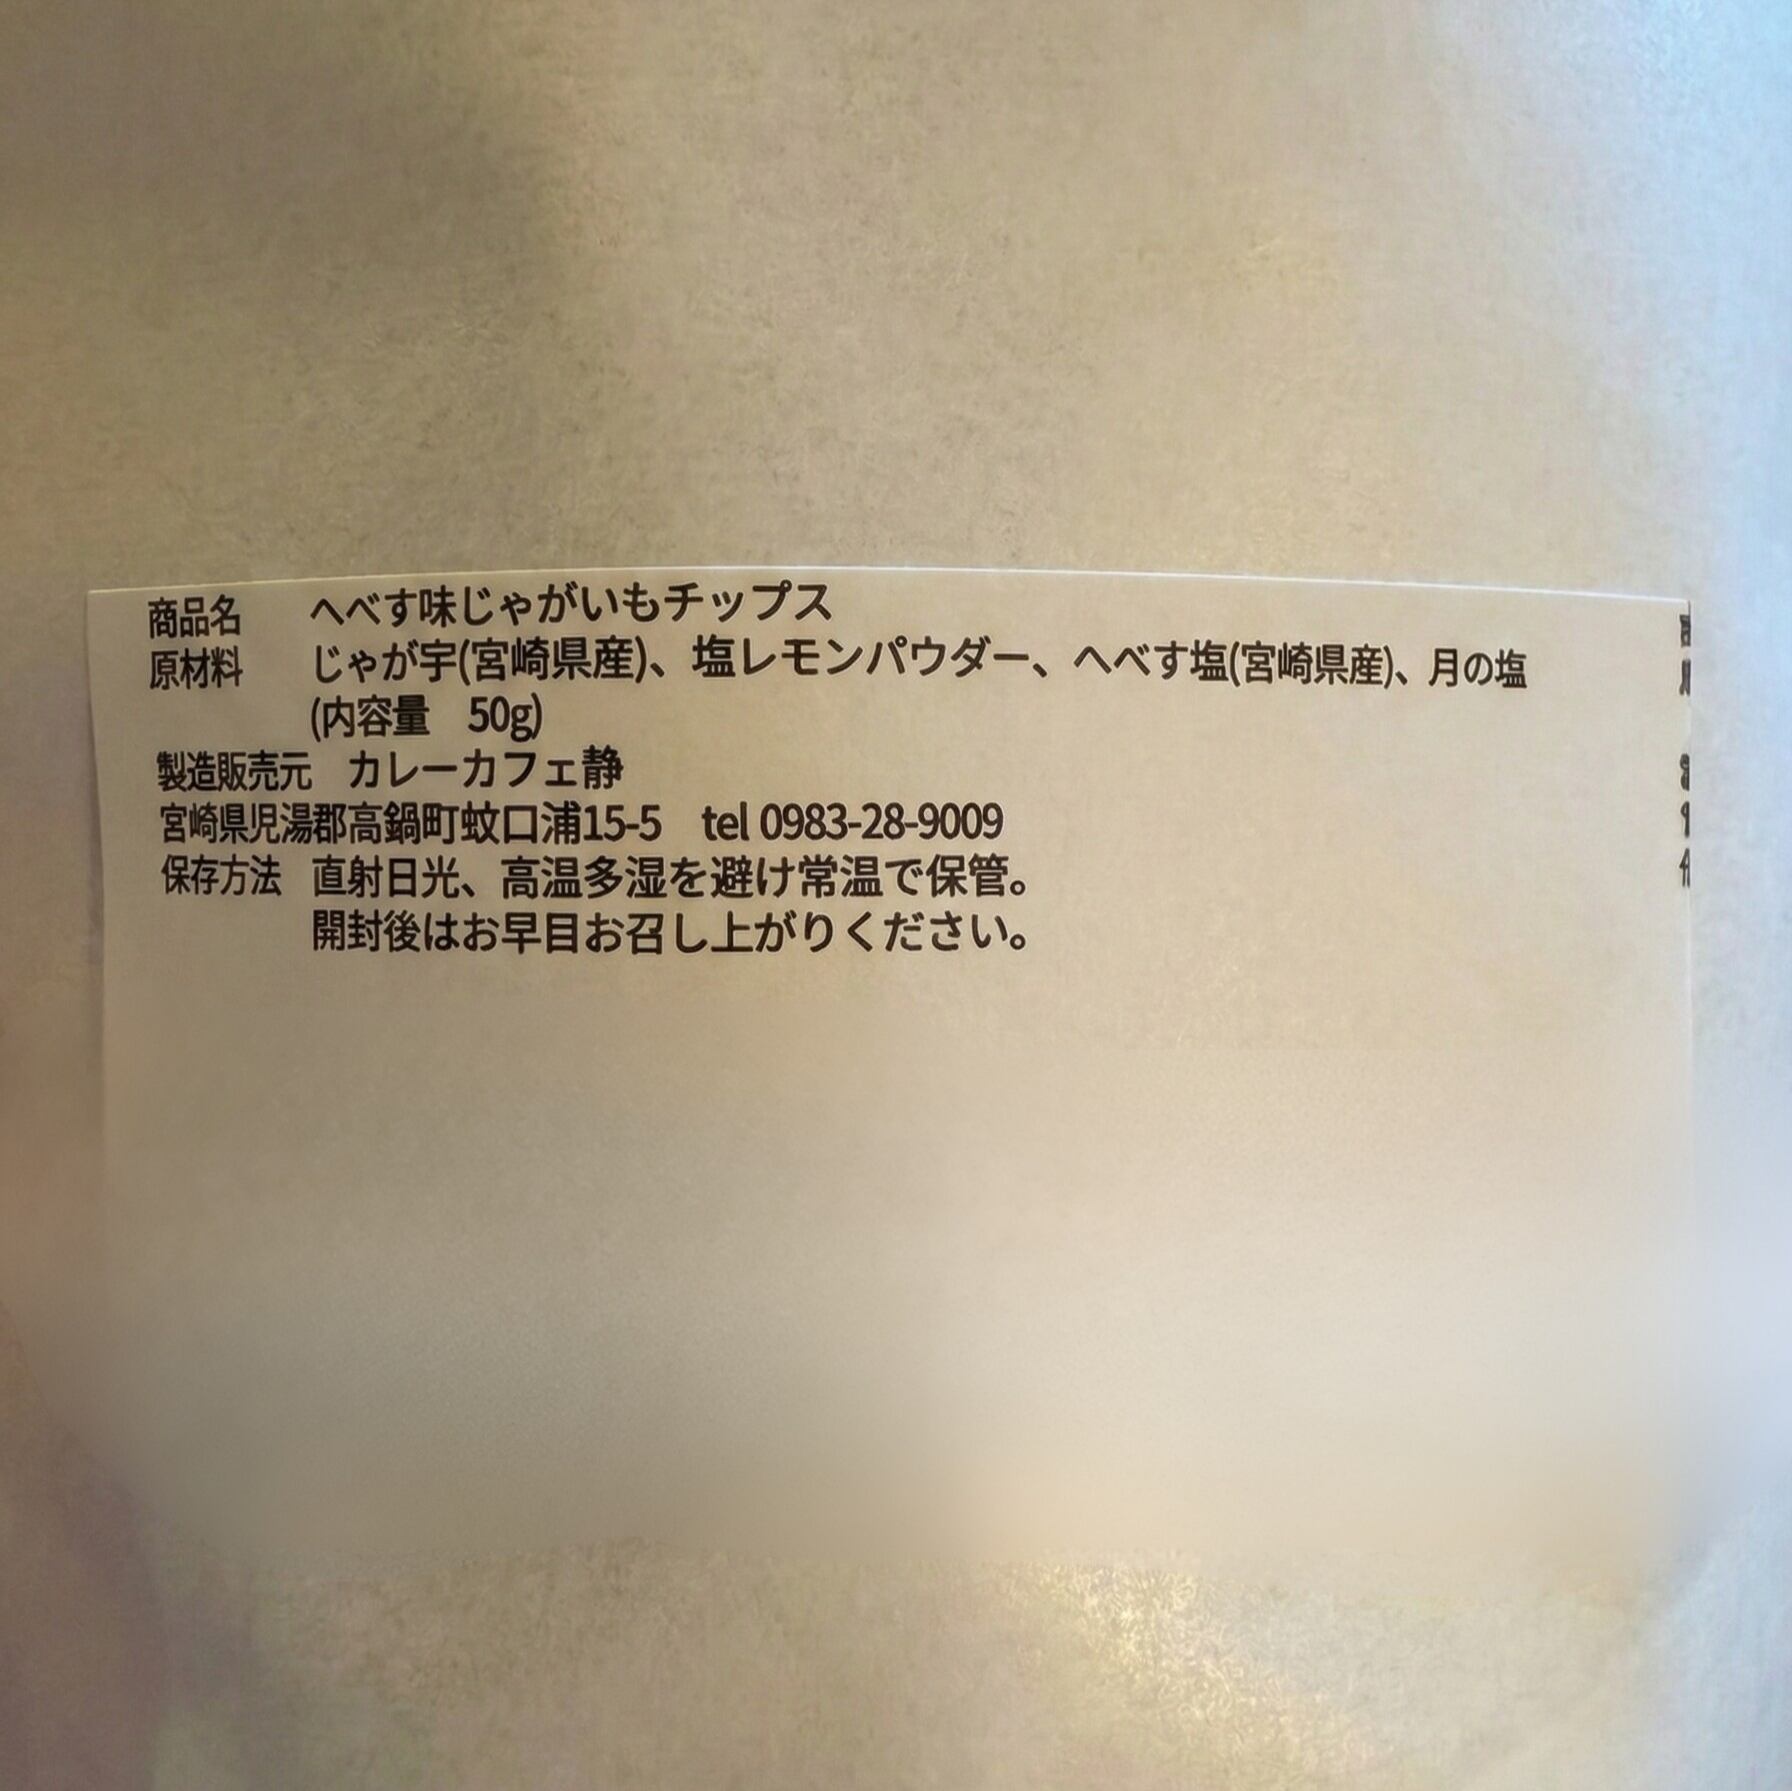 商品名 へべす味じゃがいもチップス
原材料 じゃが宇(宮崎県産)、塩レモンパウダー、へべす塩(宮崎県産)、月の塩
(内容量 50g)
製造販売元 カレーカフェ静
宮崎県児湯郡高鍋町蚊口浦15-5 tel 0983-28-9009
保存方法 直射日光、高温多湿を避け常温で保管。
開封後はお早目お召し上がりください。